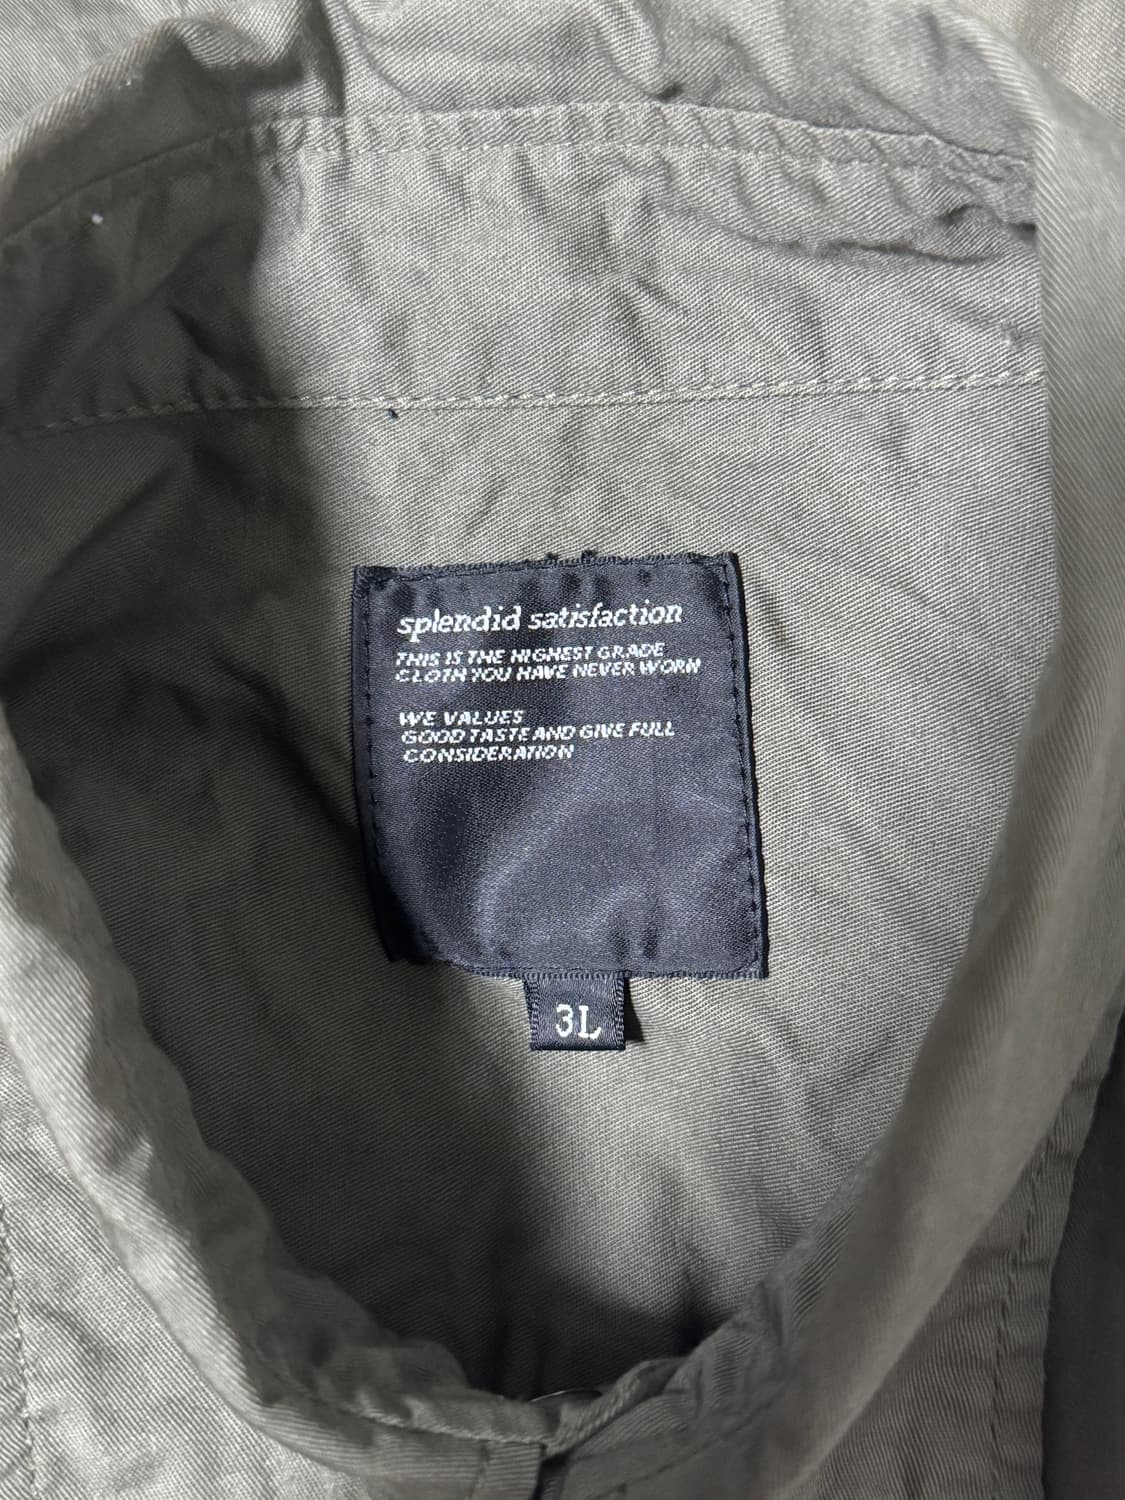 splendid satisfaction
THIS IS THE HIGHEST GRADE
CLOTH YOU HAVE NEVER WORN
WE VALUES
GOOD TASTE AND GIVE FULL
CONSIDERATION
3L